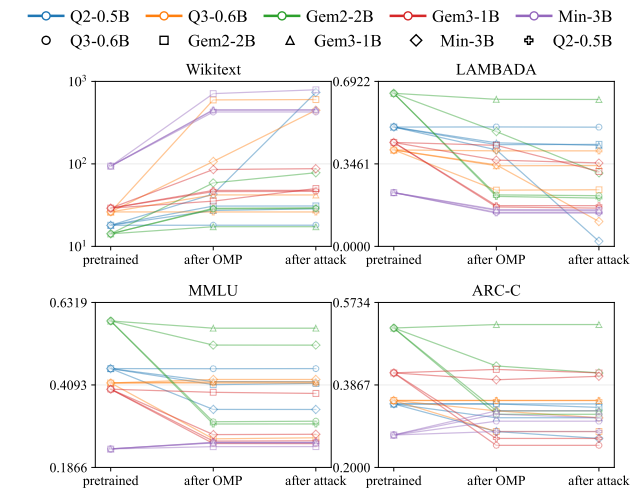 Q2-0.5B Q3-0.6B Gem2-2B Gem3-1B Min-3B
Q3-0.6B Gem2-2B Gem3-1B Min-3B Q2-0.5B
Wikitext LAMBADA
10³ 0.6922
10² 0.3461
10¹ 0.0000
pretrained after OMP after attack pretrained after OMP after attack
MMLU ARC-C
0.6319 0.5734
0.4093 0.3867
0.1866 0.2000
pretrained after OMP after attack pretrained after OMP after attack